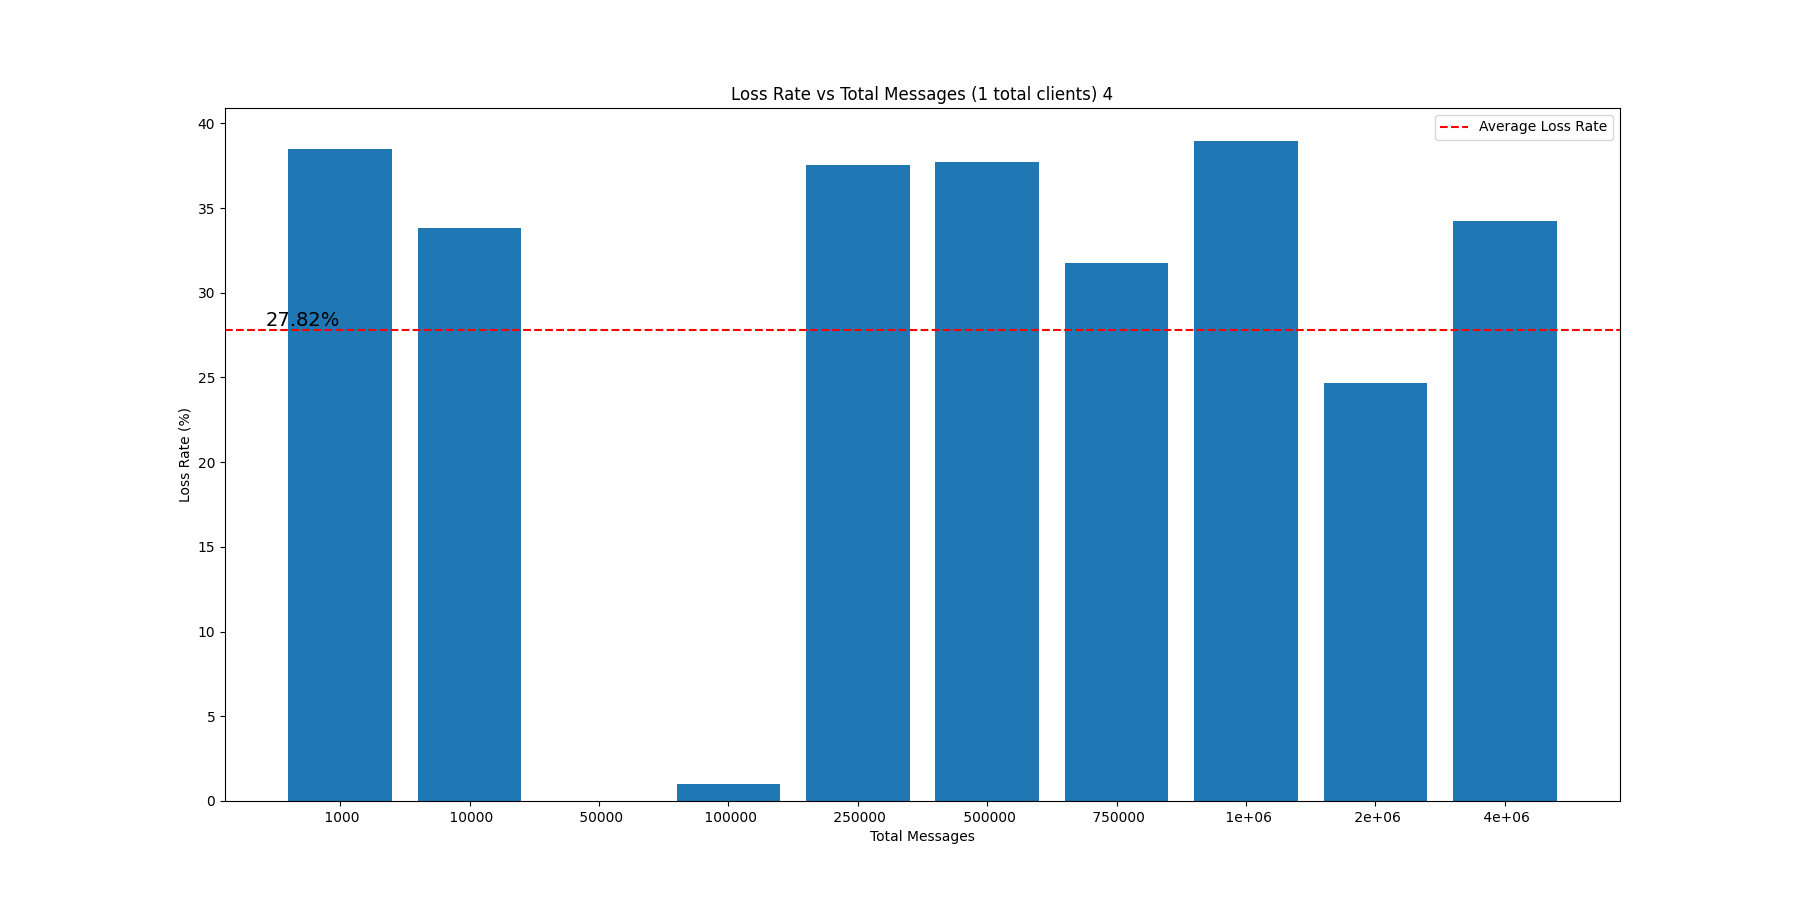 Loss Rate vs Total Messages (1 total clients) 4
Average Loss Rate
40
35
30
25
20
15
10
5
0
Loss Rate (%)
27.82%
1000 10000 50000 100000 250000 500000 750000 1e+06 2e+06 4e+06
Total Messages